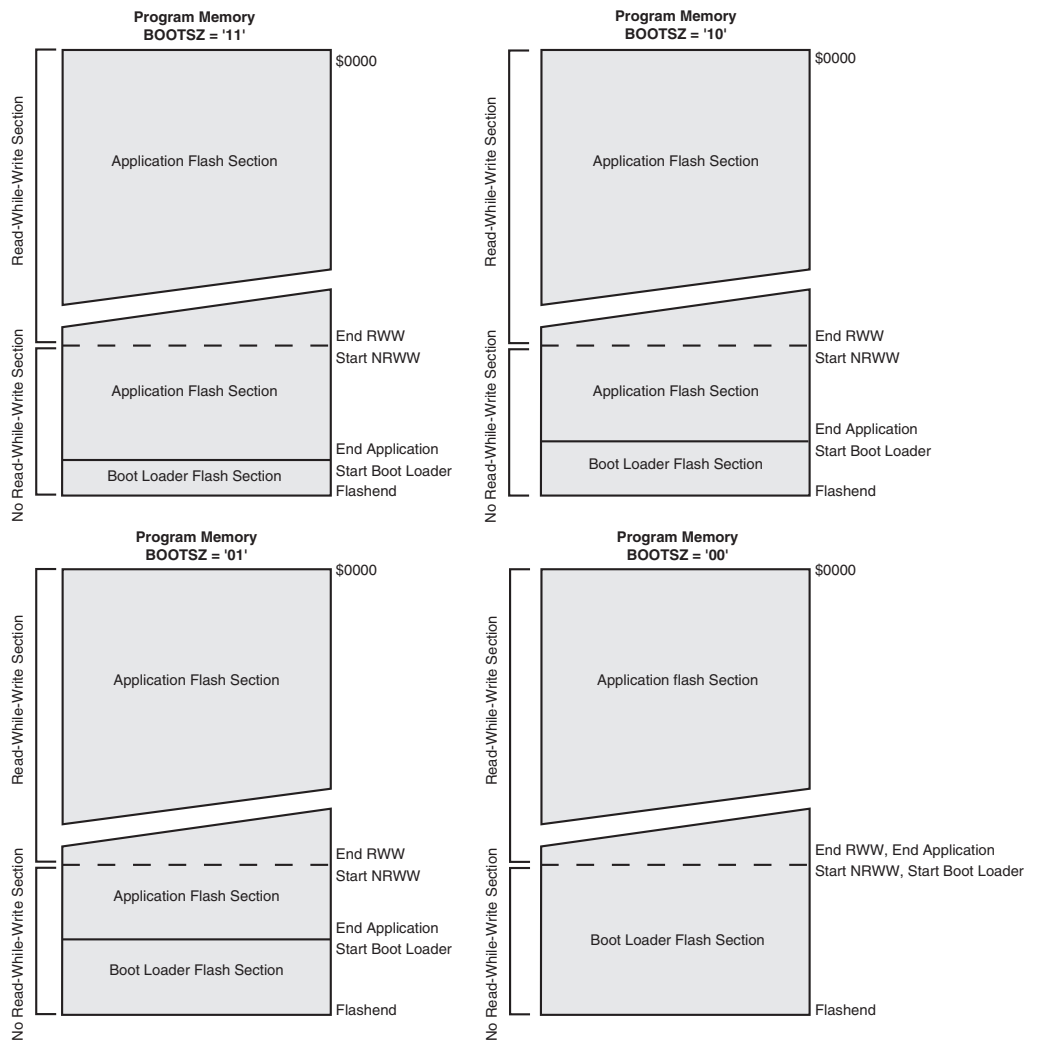 Program Memory
BOOTSZ = '11'
$0000
Read-While-Write Section
Application Flash Section
End RWW
Start NRWW
No Read-While-Write Section
Application Flash Section
End Application
Start Boot Loader
Boot Loader Flash Section
Flashend
Program Memory
BOOTSZ = '10'
$0000
Read-While-Write Section
Application Flash Section
End RWW
Start NRWW
No Read-While-Write Section
Application Flash Section
End Application
Start Boot Loader
Boot Loader Flash Section
Flashend
Program Memory
BOOTSZ = '01'
$0000
Read-While-Write Section
Application Flash Section
End RWW
Start NRWW
No Read-While-Write Section
Application Flash Section
End Application
Start Boot Loader
Boot Loader Flash Section
Flashend
Program Memory
BOOTSZ = '00'
$0000
Read-While-Write Section
Application flash Section
End RWW, End Application
Start NRWW, Start Boot Loader
No Read-While-Write Section
Boot Loader Flash Section
Flashend